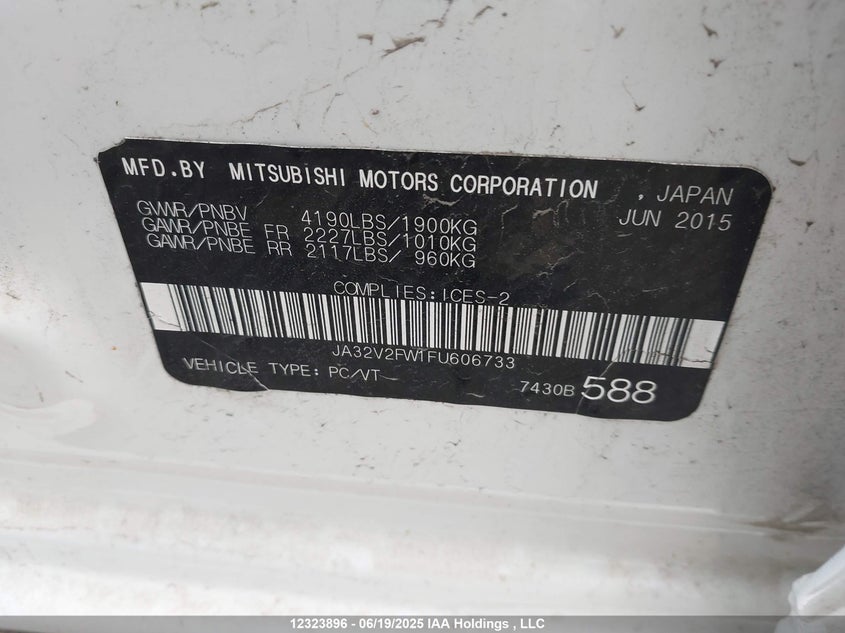 MFD.BY MITSUBISHI MOTORS CORPORATION , JAPAN
JUN 2015
GVWR/PNBV 4190LBS/1900KG
GAWR/PNBE FR 2227LBS/1010KG
GAWR/PNBE RR 2117LBS/ 960KG
COMPLIES:ICES-2
JA32V2FW1FU606733
VEHICLE TYPE: PC/VT
7430B 588
12323896 - 06/19/2025 IAA Holdings , LLC